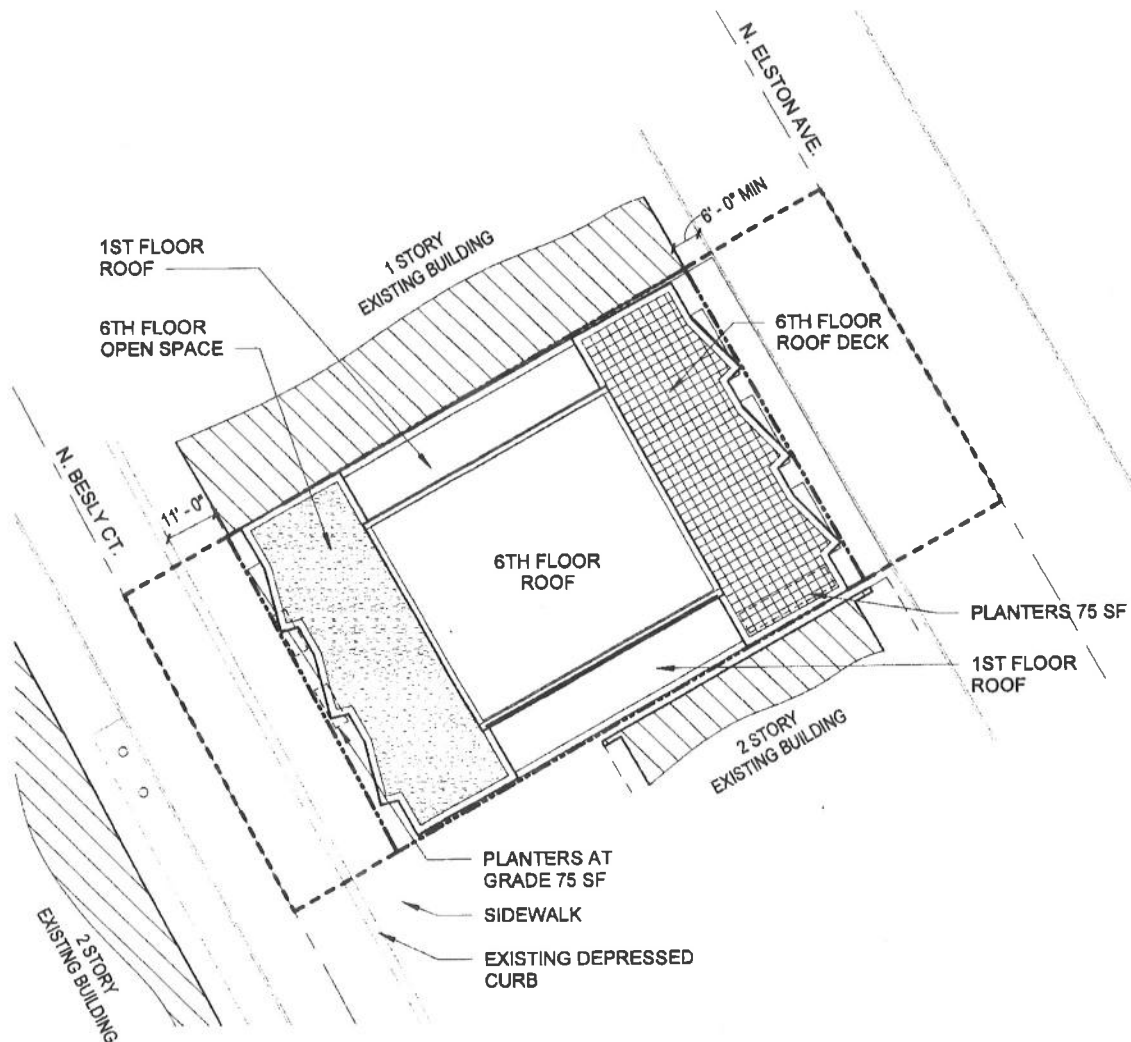 N. ELSTON AVE.
6' - 0" MIN
1ST FLOOR
ROOF
1 STORY
EXISTING BUILDING
6TH FLOOR
OPEN SPACE
6TH FLOOR
ROOF DECK
N. BESLY CT.
11' - 0"
6TH FLOOR
ROOF
PLANTERS 75 SF
1ST FLOOR
ROOF
2 STORY
EXISTING BUILDING
PLANTERS AT
GRADE 75 SF
SIDEWALK
EXISTING DEPRESSED
CURB
2 STORY
EXISTING BUILDING